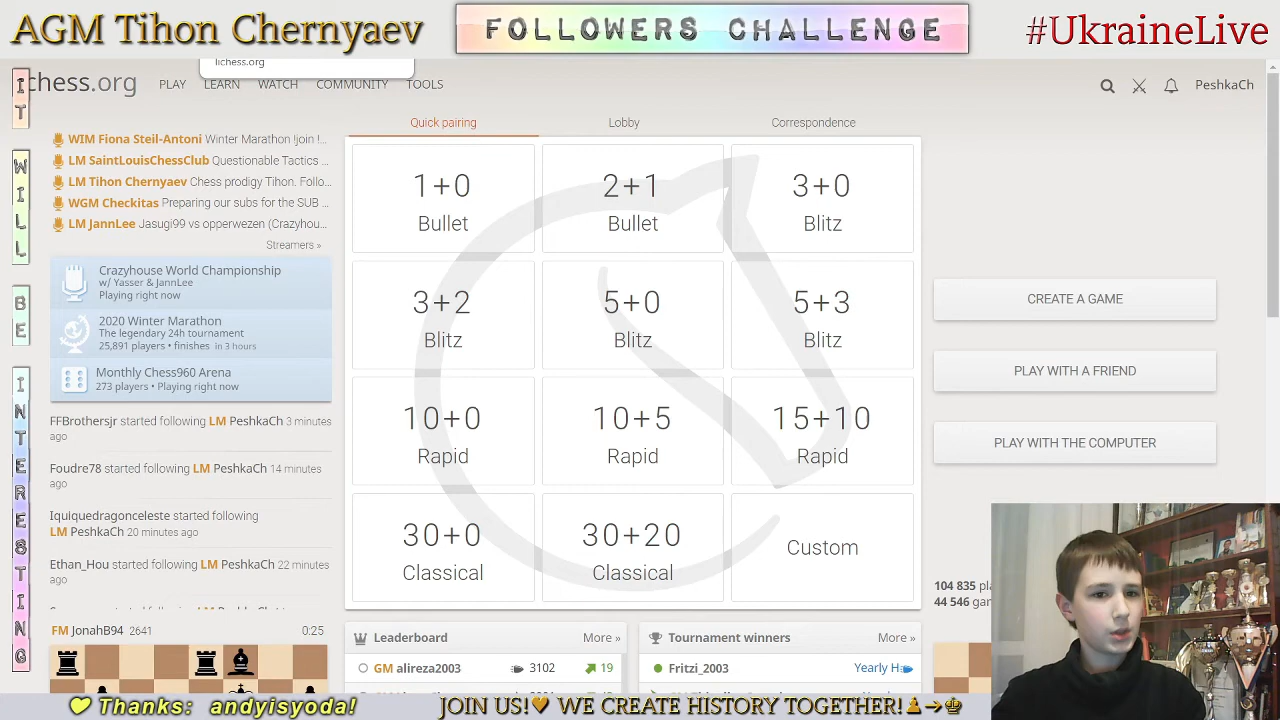 AGM Tihon Chernyaev
FOLLOWERS CHALLENGE
#UkraineLive
IT WILL BE INTERESTING
lichess.org
chess.org
PLAY LEARN WATCH COMMUNITY TOOLS
PeshkaCh
WIM Fiona Steil-Antoni Winter Marathon !join !...
LM SaintLouisChessClub Questionable Tactics ...
LM Tihon Chernyaev Chess prodigy Tihon. Follo...
WGM Checkitas Preparing our subs for the SUB ...
LM JannLee Jasugi99 vs opperwezen (Crazyhou...
Streamers »
Crazyhouse World Championship
w/ Yasser & JannLee
Playing right now
2020 Winter Marathon
The legendary 24h tournament
25,891 players • finishes in 3 hours
Monthly Chess960 Arena
273 players • Playing right now
FFBrothersjr started following LM PeshkaCh 3 minutes
ago
Foudre78 started following LM PeshkaCh 14 minutes
ago
Iquiquedragonceleste started following
LM PeshkaCh 20 minutes ago
Ethan_Hou started following LM PeshkaCh 22 minutes
ago
FM JonahB94 2641 0:25
Quick pairing Lobby Correspondence
1+0 2+1 3+0
Bullet Bullet Blitz
3+2 5+0 5+3
Blitz Blitz Blitz
10+0 10+5 15+10
Rapid Rapid Rapid
30+0 30+20
Classical Classical Custom
Leaderboard More »
GM alireza2003 3102 19
Tournament winners More »
Fritzi_2003 Yearly H
CREATE A GAME
PLAY WITH A FRIEND
PLAY WITH THE COMPUTER
104 835
44 546
Thanks: andyisyoda!
JOIN US! WE CREATE HISTORY TOGETHER!